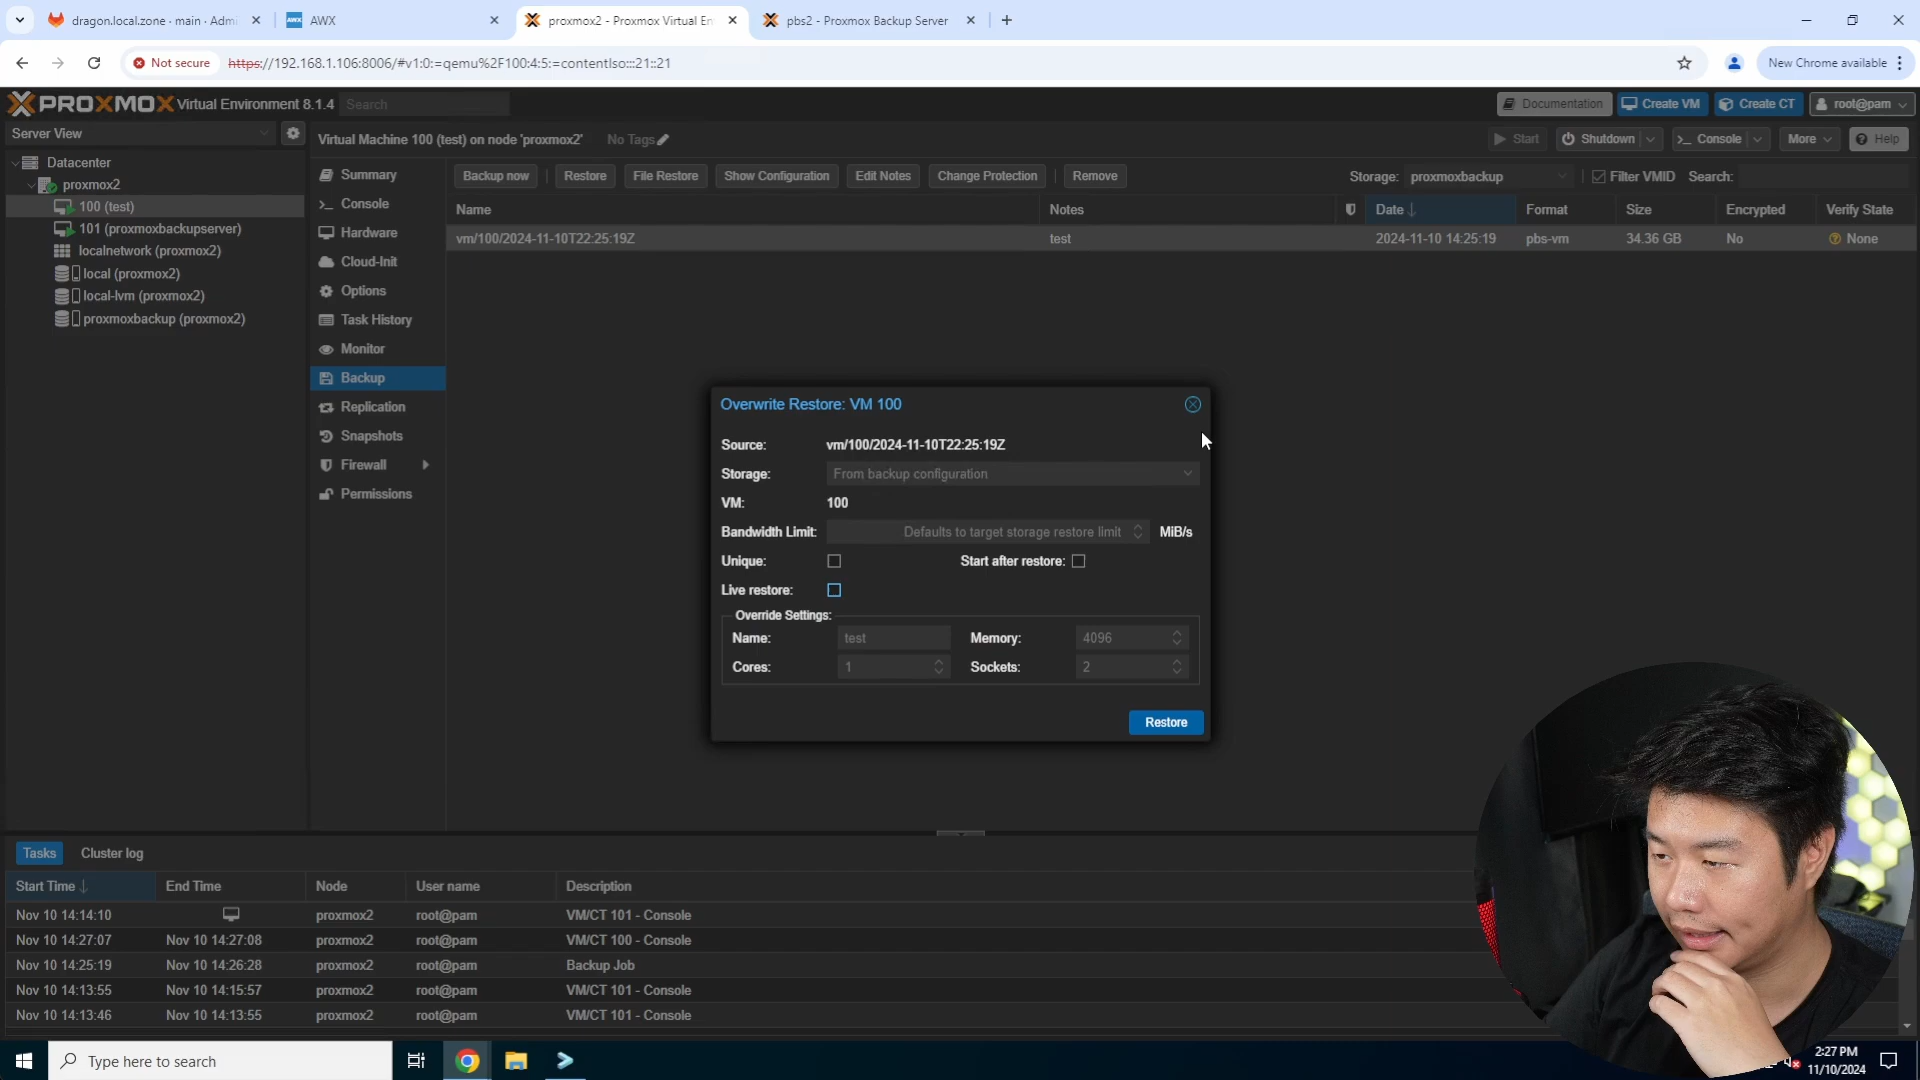 dragon.local.zone · main · Adm
AWX
AWX
proxmox2 - Proxmox Virtual En
pbs2 - Proxmox Backup Server
Not secure
https://192.168.1.106:8006/#v1:0:=qemu%2F100:4:5:=contentIso:::21::21
New Chrome available
PROXMOX Virtual Environment 8.1.4
Search
Documentation
Create VM
Create CT
root@pam
Server View
Virtual Machine 100 (test) on node 'proxmox2'
No Tags
Start
Shutdown
Console
More
Help
Datacenter
proxmox2
100 (test)
101 (proxmoxbackupserver)
localnetwork (proxmox2)
local (proxmox2)
local-lvm (proxmox2)
proxmoxbackup (proxmox2)
Summary
Console
Hardware
Cloud-Init
Options
Task History
Monitor
Backup
Replication
Snapshots
Firewall
Permissions
Backup now
Restore
File Restore
Show Configuration
Edit Notes
Change Protection
Remove
Storage: proxmoxbackup
Filter VMID
Search:
Name
Notes
Date
Format
Size
Encrypted
Verify State
vm/100/2024-11-10T22:25:19Z
test
2024-11-10 14:25:19
pbs-vm
34.36 GB
No
None
Overwrite Restore: VM 100
Source: vm/100/2024-11-10T22:25:19Z
Storage: From backup configuration
VM: 100
Bandwidth Limit: Defaults to target storage restore limit MiB/s
Unique:
Start after restore:
Live restore:
Override Settings:
Name: test
Memory: 4096
Cores: 1
Sockets: 2
Restore
Tasks
Cluster log
Start Time
End Time
Node
User name
Description
Nov 10 14:14:10 proxmox2 root@pam VM/CT 101 - Console
Nov 10 14:27:07 Nov 10 14:27:08 proxmox2 root@pam VM/CT 100 - Console
Nov 10 14:25:19 Nov 10 14:26:28 proxmox2 root@pam Backup Job
Nov 10 14:13:55 Nov 10 14:15:57 proxmox2 root@pam VM/CT 101 - Console
Nov 10 14:13:46 Nov 10 14:13:55 proxmox2 root@pam VM/CT 101 - Console
Type here to search
2:27 PM
11/10/2024